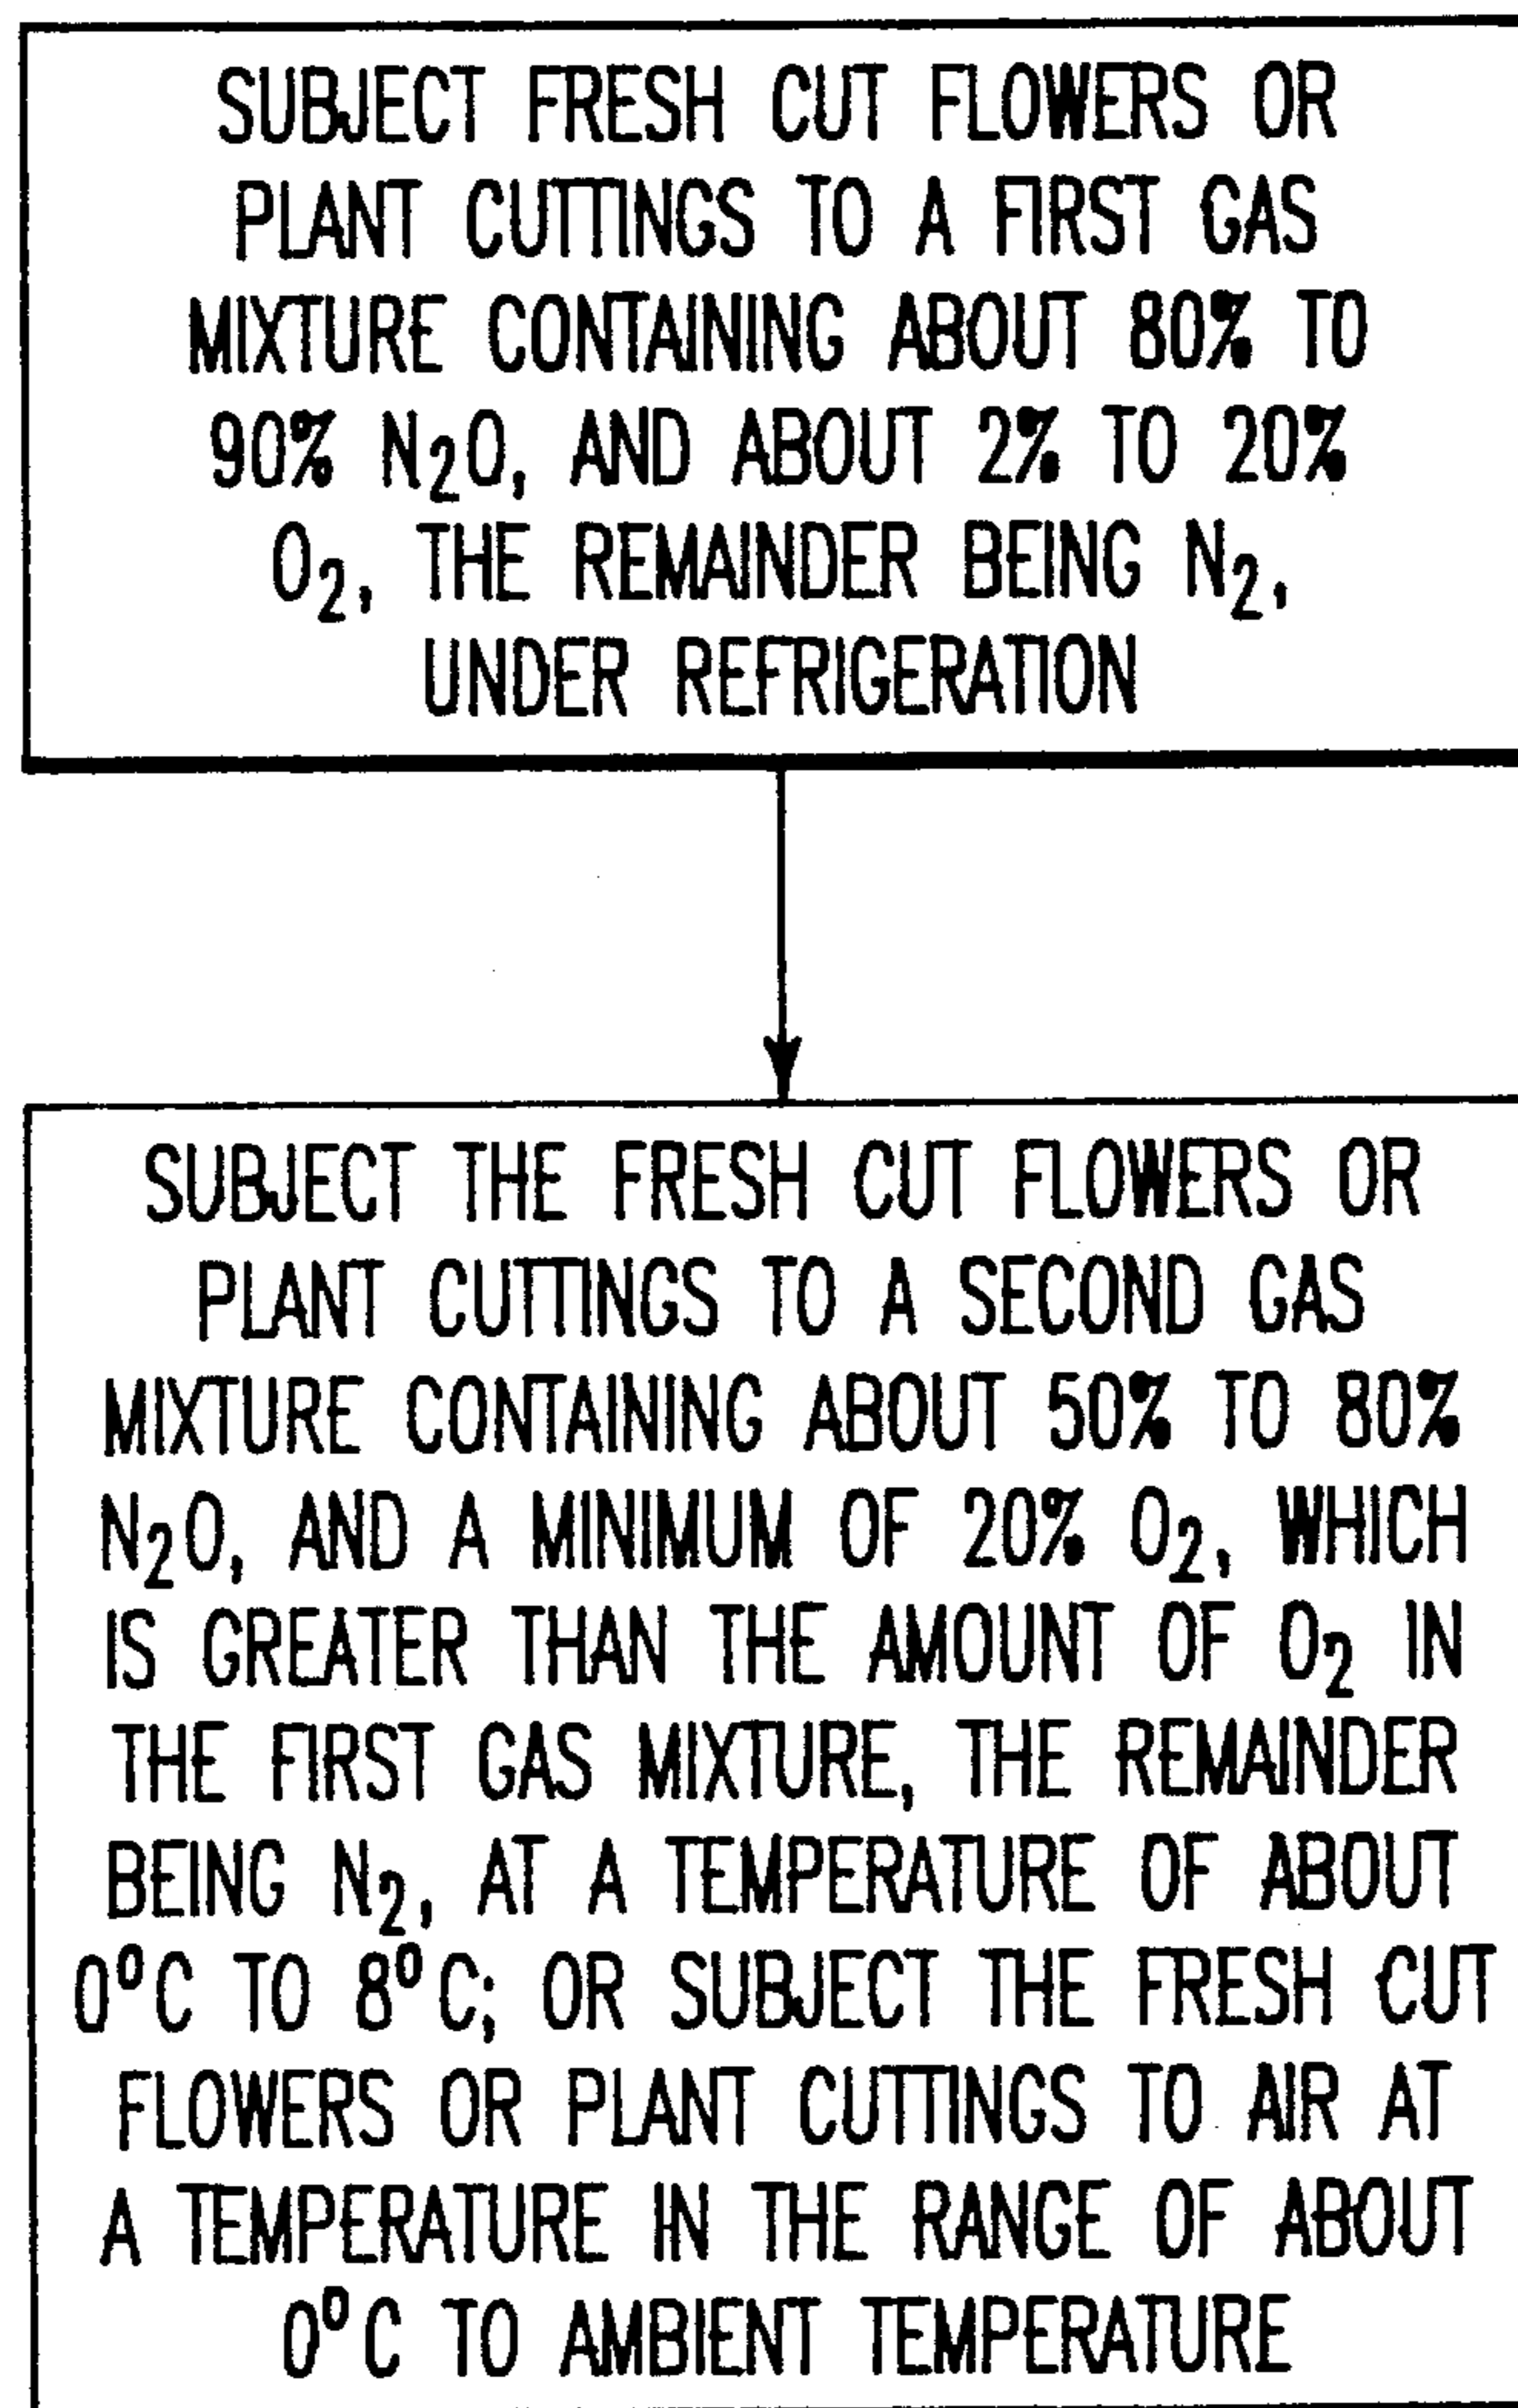 SUBJECT FRESH CUT FLOWERS OR
PLANT CUTTINGS TO A FIRST GAS
MIXTURE CONTAINING ABOUT 80% TO
90% N₂O, AND ABOUT 2% TO 20%
O₂, THE REMAINDER BEING N₂,
UNDER REFRIGERATION
SUBJECT THE FRESH CUT FLOWERS OR
PLANT CUTTINGS TO A SECOND GAS
MIXTURE CONTAINING ABOUT 50% TO 80%
N₂O, AND A MINIMUM OF 20% O₂, WHICH
IS GREATER THAN THE AMOUNT OF O₂ IN
THE FIRST GAS MIXTURE, THE REMAINDER
BEING N₂, AT A TEMPERATURE OF ABOUT
0°C TO 8°C; OR SUBJECT THE FRESH CUT
FLOWERS OR PLANT CUTTINGS TO AIR AT
A TEMPERATURE IN THE RANGE OF ABOUT
0°C TO AMBIENT TEMPERATURE